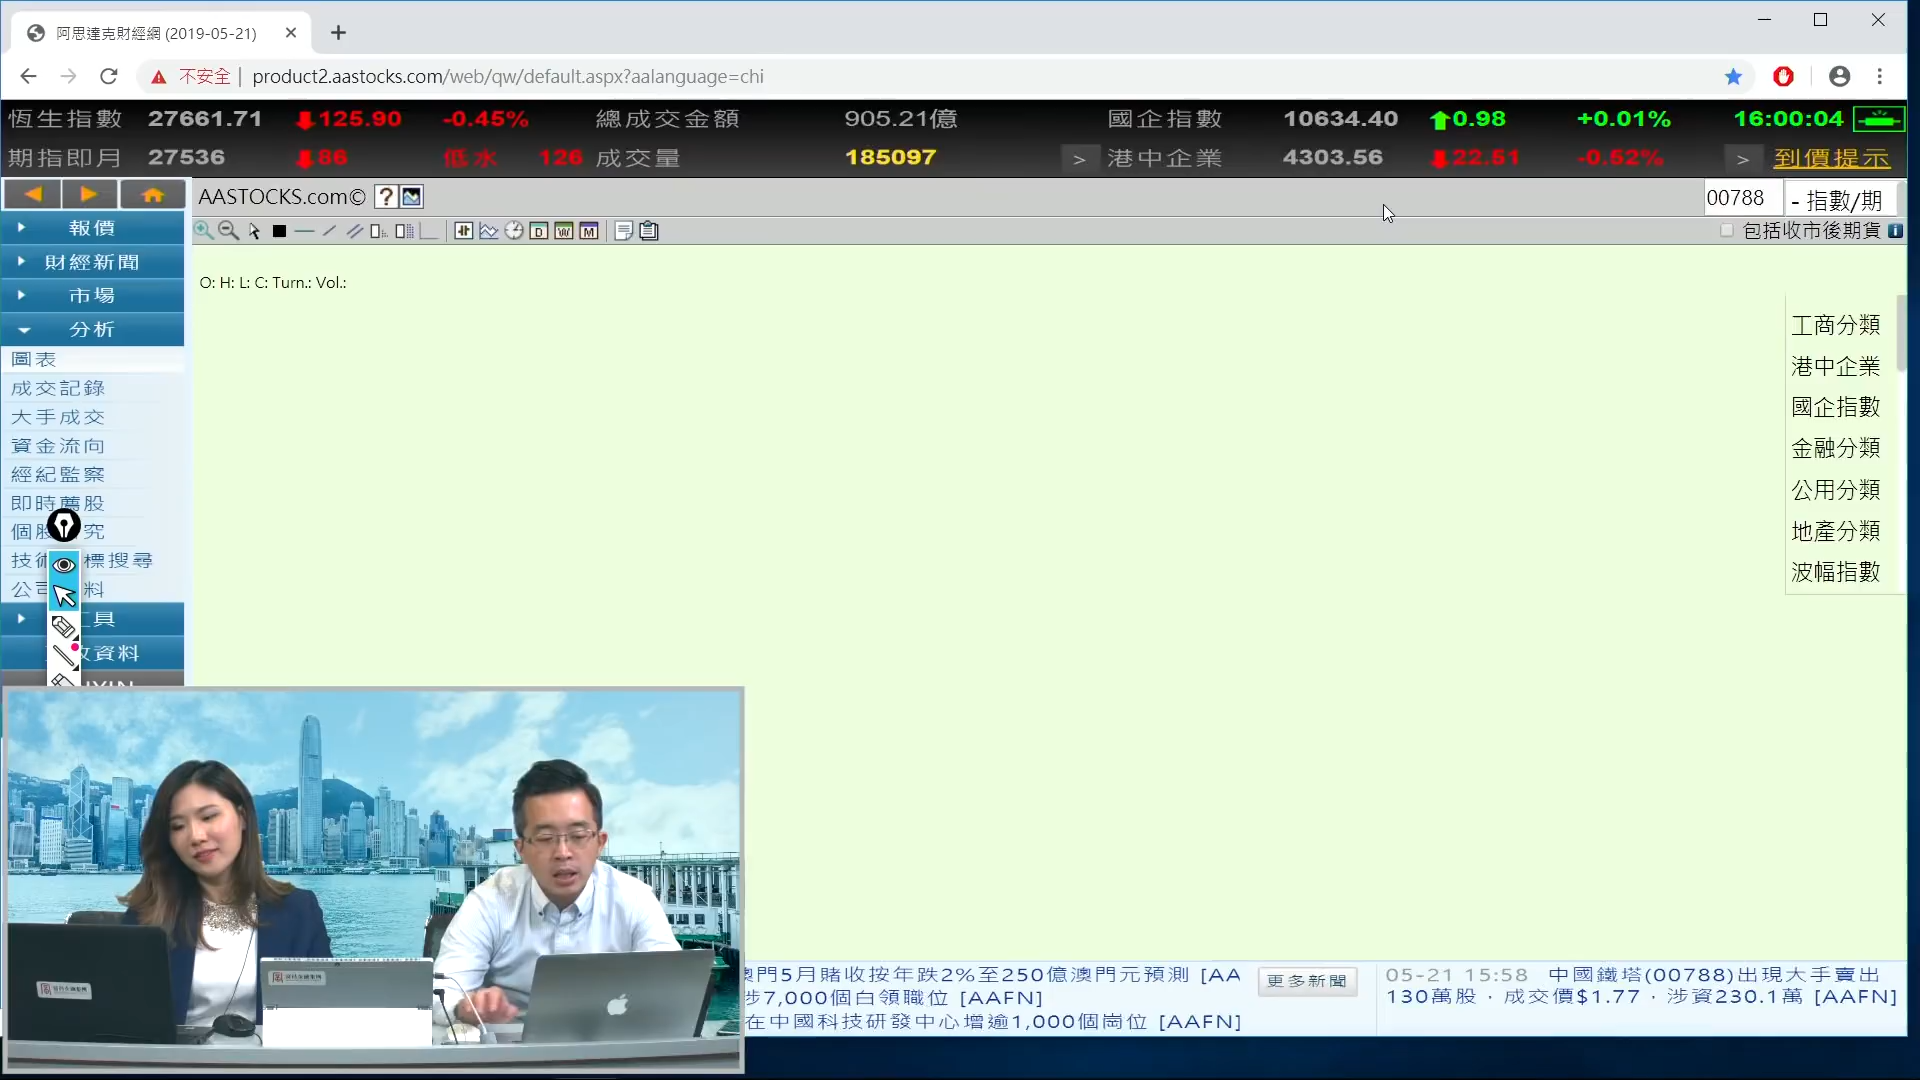 阿思達克財經網 (2019-05-21)
不安全 | product2.aastocks.com/web/qw/default.aspx?aalanguage=chi
恆生指數 27661.71 125.90 -0.45% 總成交金額 905.21億 國企指數 10634.40 0.98 +0.01% 16:00:04
期指即月 27536 86 低水 126 成交量 185097 > 港中企業 4303.56 22.51 -0.52% > 到價提示
AASTOCKS.com© ? 00788 - 指數/期
D W M 包括收市後期貨 i
報價
財經新聞
市場
分析
圖表
成交記錄
大手成交
資金流向
經紀監察
即時薦股
個股 究
技術 標搜尋
公司 料
具
資料
O: H: L: C: Turn.: Vol.:
工商分類
港中企業
國企指數
金融分類
公用分類
地產分類
波幅指數
門5月賭收按年跌2%至250億澳門元預測 [AA
涉7,000個白領職位 [AAFN]
在中國科技研發中心增逾1,000個崗位 [AAFN]
更多新聞
05-21 15:58 中國鐵塔(00788)出現大手賣出
130萬股，成交價$1.77，涉資230.1萬 [AAFN]